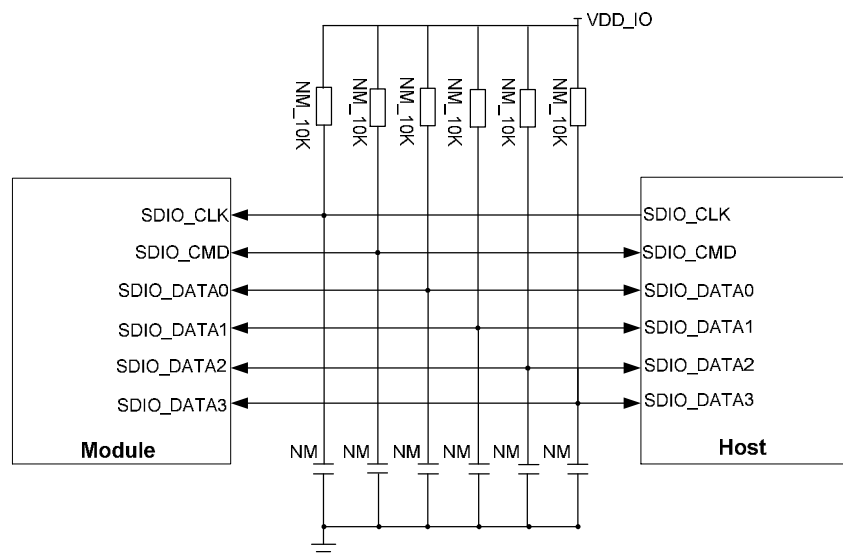 VDD_IO
NM_10K
NM_10K
NM_10K
NM_10K
NM_10K
NM_10K
SDIO_CLK
SDIO_CMD
SDIO_DATA0
SDIO_DATA1
SDIO_DATA2
SDIO_DATA3
Module
SDIO_CLK
SDIO_CMD
SDIO_DATA0
SDIO_DATA1
SDIO_DATA2
SDIO_DATA3
Host
NM
NM
NM
NM
NM
NM